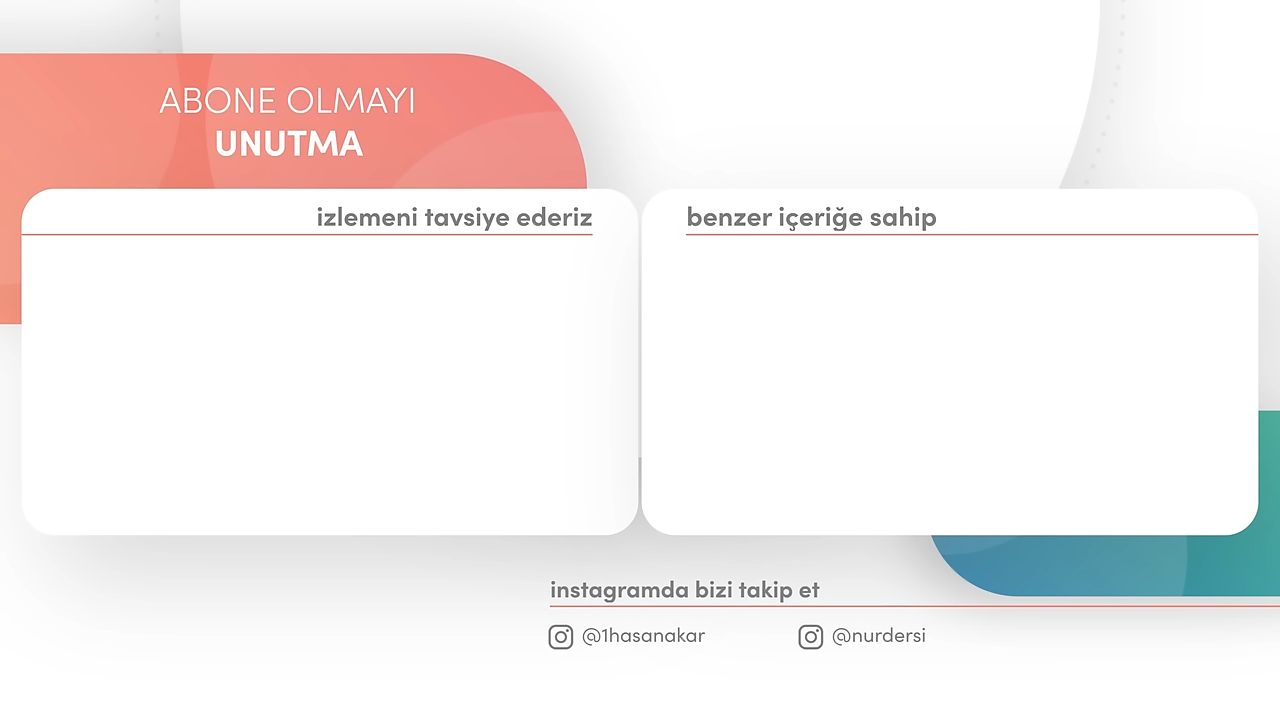 ABONE OLMAYI
UNUTMA
izlemeni tavsiye ederiz
benzer içeriğe sahip
instagramda bizi takip et
@1hasanakar
@nurdersi